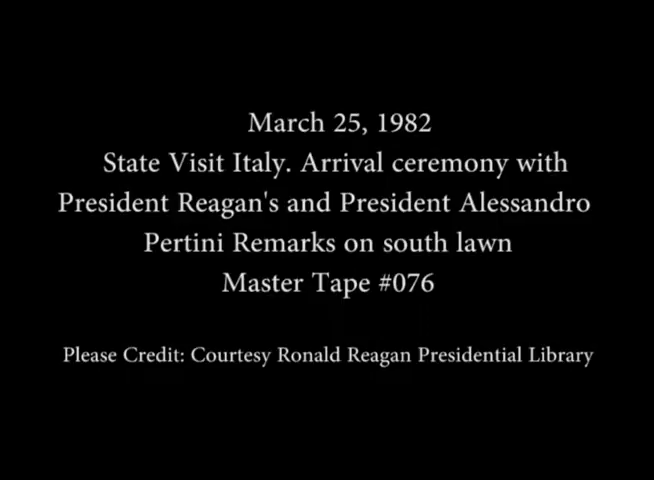 March 25, 1982
State Visit Italy. Arrival ceremony with
President Reagan's and President Alessandro
Pertini Remarks on south lawn
Master Tape #076
Please Credit: Courtesy Ronald Reagan Presidential Library